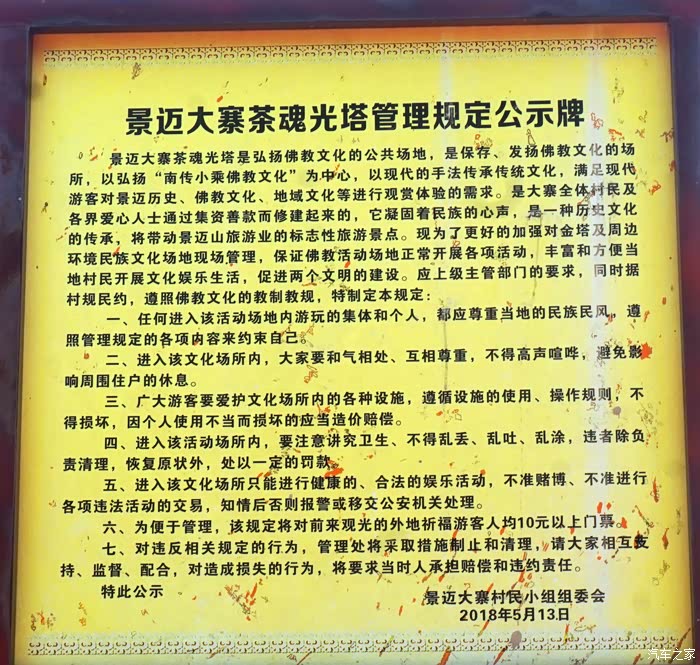 景迈大寨茶魂光塔管理规定公示牌
景迈大寨茶魂光塔是弘扬佛教文化的公共场地，是保存、发扬佛教文化的场
所，以弘扬“南传小乘佛教文化”为中心，以现代的手法传承传统文化，满足现代
游客对景迈历史、佛教文化、地域文化等进行观赏体验的需求。是大寨全体村民及
各界爱心人士通过集资善款而修建起来的，它凝固着民族的心声，是一种历史文化
的传承，将带动景迈山旅游业的标志性旅游景点。现为了更好的加强对金塔及周边
环境民族文化场地现场管理，保证佛教活动场地正常开展各项活动，丰富和方便当
地村民开展文化娱乐生活，促进两个文明的建设。应上级主管部门的要求，同时据
村规民约，遵照佛教文化的教制教规，特制定本规定：
一、任何进入该活动场地内游玩的集体和个人，都应尊重当地的民族民风，遵
照管理规定的各项内容来约束自己。
二、进入该文化场所内，大家要和气相处、互相尊重，不得高声喧哗，避免影
响周围住户的休息。
三、广大游客要爱护文化场所内的各种设施，遵循设施的使用、操作规则，不
得损坏，因个人使用不当而损坏的应当造价赔偿。
四、进入该活动场所内，要注意讲究卫生、不得乱丢、乱吐、乱涂，违者除负
责清理，恢复原状外，处以一定的罚款。
五、进入该文化场所只能进行健康的、合法的娱乐活动，不准赌博、不准进行
各项违法活动的交易，知情后否则报警或移交公安机关处理。
六、为便于管理，该规定将对前来观光的外地祈福游客人均10元以上门票。
七、对违反相关规定的行为，管理处将采取措施制止和清理，请大家相互支
持、监督、配合，对造成损失的行为，将要求当时人承担赔偿和违约责任。
特此公示
景迈大寨村民小组组委会
2018年5月13日
汽车之家